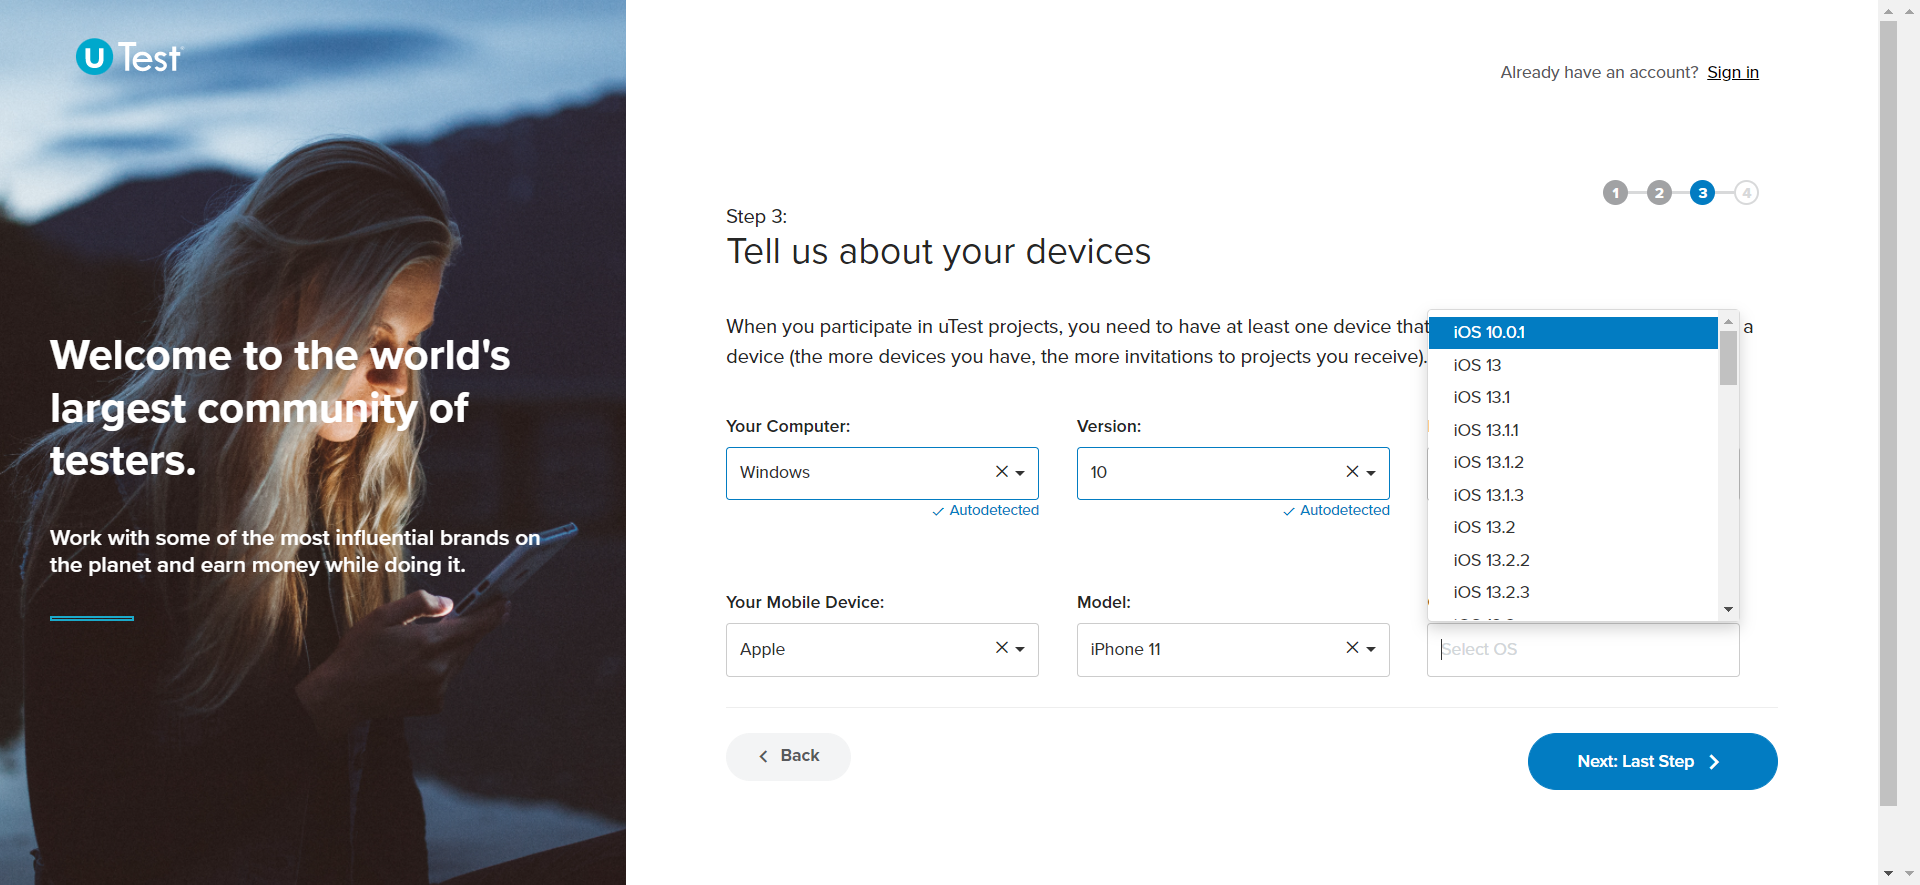 U Test
Already have an account? Sign in
1 2 3 4
Step 3:
Tell us about your devices
When you participate in uTest projects, you need to have at least one device that a
device (the more devices you have, the more invitations to projects you receive).
Welcome to the world's
largest community of
testers.
Work with some of the most influential brands on
the planet and earn money while doing it.
Your Computer:
Windows
Autodetected
Version:
10
Autodetected
iOS 10.0.1
iOS 13
iOS 13.1
iOS 13.1.1
iOS 13.1.2
iOS 13.1.3
iOS 13.2
iOS 13.2.2
iOS 13.2.3
Your Mobile Device:
Apple
Model:
iPhone 11
Select OS
Back
Next: Last Step